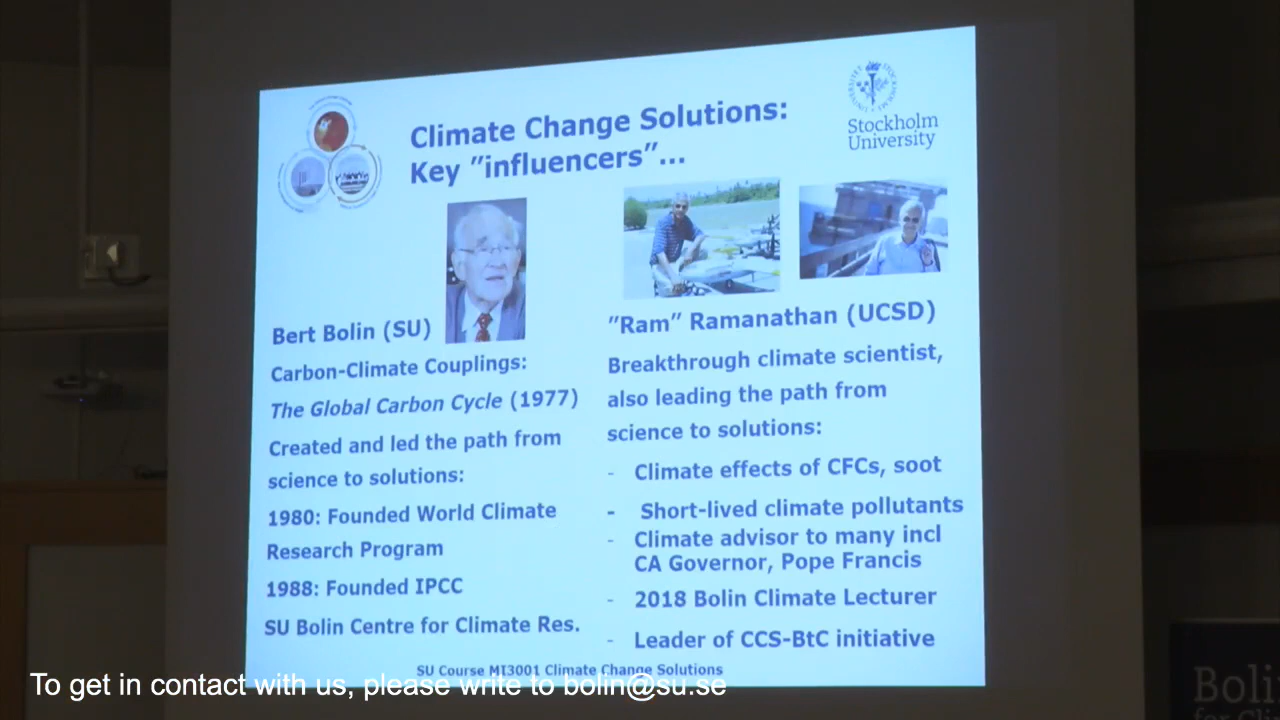 Climate Change Solutions:
Key ”influencers”...
Stockholm
University
Bert Bolin (SU)
Carbon-Climate Couplings:
The Global Carbon Cycle (1977)
Created and led the path from
science to solutions:
1980: Founded World Climate
Research Program
1988: Founded IPCC
SU Bolin Centre for Climate Res.
”Ram” Ramanathan (UCSD)
Breakthrough climate scientist,
also leading the path from
science to solutions:
- Climate effects of CFCs, soot
- Short-lived climate pollutants
- Climate advisor to many incl
CA Governor, Pope Francis
- 2018 Bolin Climate Lecturer
- Leader of CCS-BtC initiative
SU Course MI3001 Climate Change Solutions
To get in contact with us, please write to bolin@su.se